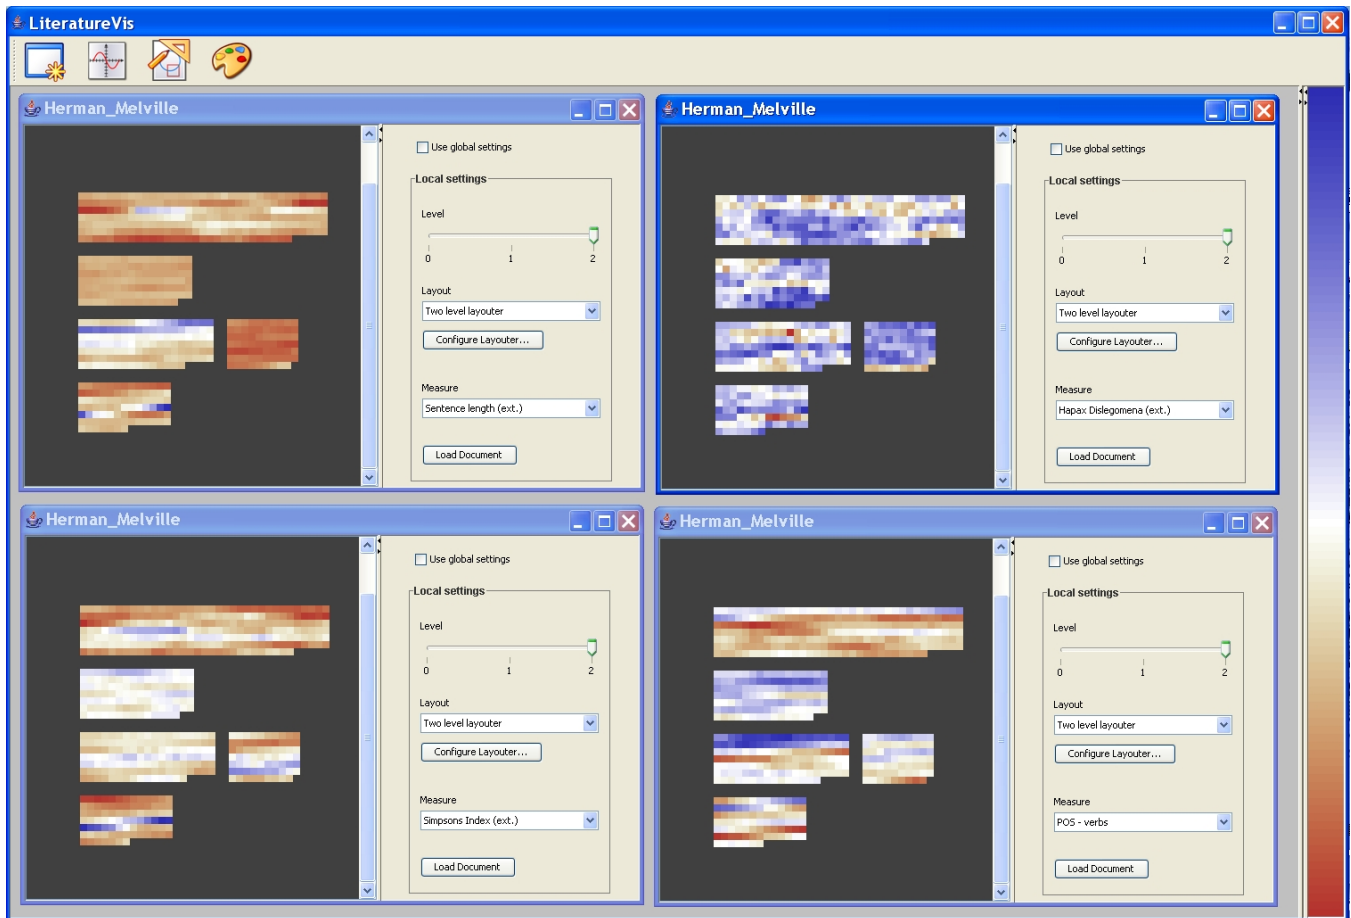 LiteratureVis
Herman_Melville
Use global settings
Local settings
Level
0 1 2
Layout
Two level layouter
Configure Layouter...
Measure
Sentence length (ext.)
Load Document
Herman_Melville
Use global settings
Local settings
Level
0 1 2
Layout
Two level layouter
Configure Layouter...
Measure
Hapax Dislegomena (ext.)
Load Document
Herman_Melville
Use global settings
Local settings
Level
0 1 2
Layout
Two level layouter
Configure Layouter...
Measure
Simpsons Index (ext.)
Load Document
Herman_Melville
Use global settings
Local settings
Level
0 1 2
Layout
Two level layouter
Configure Layouter...
Measure
POS - verbs
Load Document